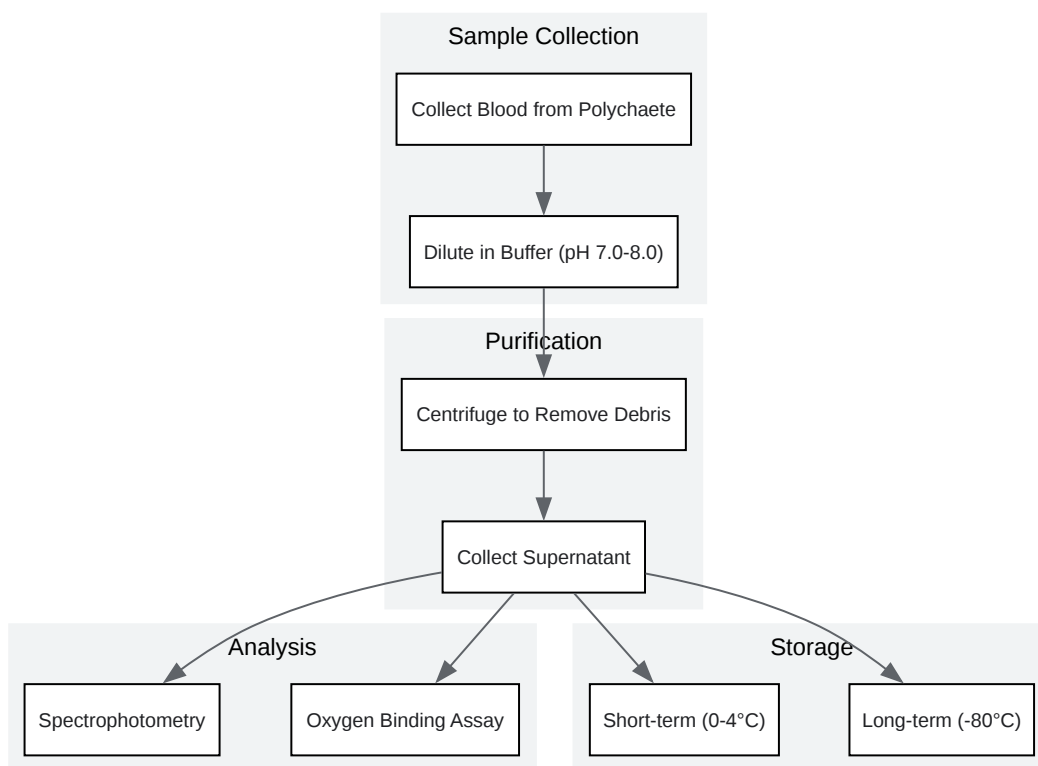 Sample Collection
Collect Blood from Polychaete
Dilute in Buffer (pH 7.0-8.0)
Purification
Centrifuge to Remove Debris
Collect Supernatant
Analysis
Storage
Spectrophotometry
Oxygen Binding Assay
Short-term (0-4°C)
Long-term (-80°C)